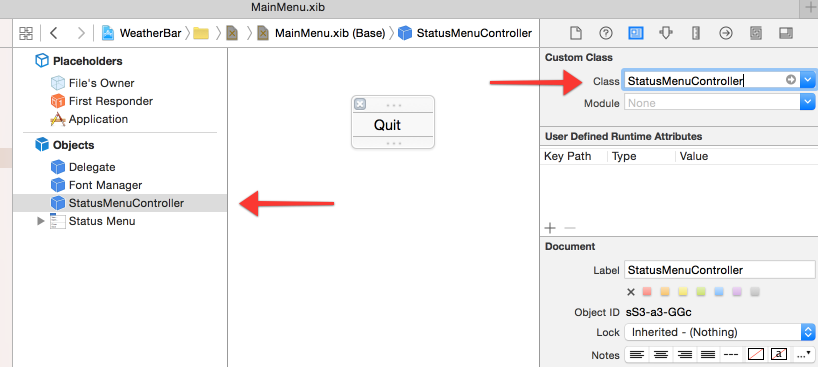 MainMenu.xib
WeatherBar
MainMenu.xib (Base)
StatusMenuController
Placeholders
File's Owner
First Responder
Application
Objects
Delegate
Font Manager
StatusMenuController
Status Menu
Quit
Custom Class
Class StatusMenuController
Module None
User Defined Runtime Attributes
Key Path Type Value
Document
Label StatusMenuController
Object ID sS3-a3-GGc
Lock Inherited - (Nothing)
Notes